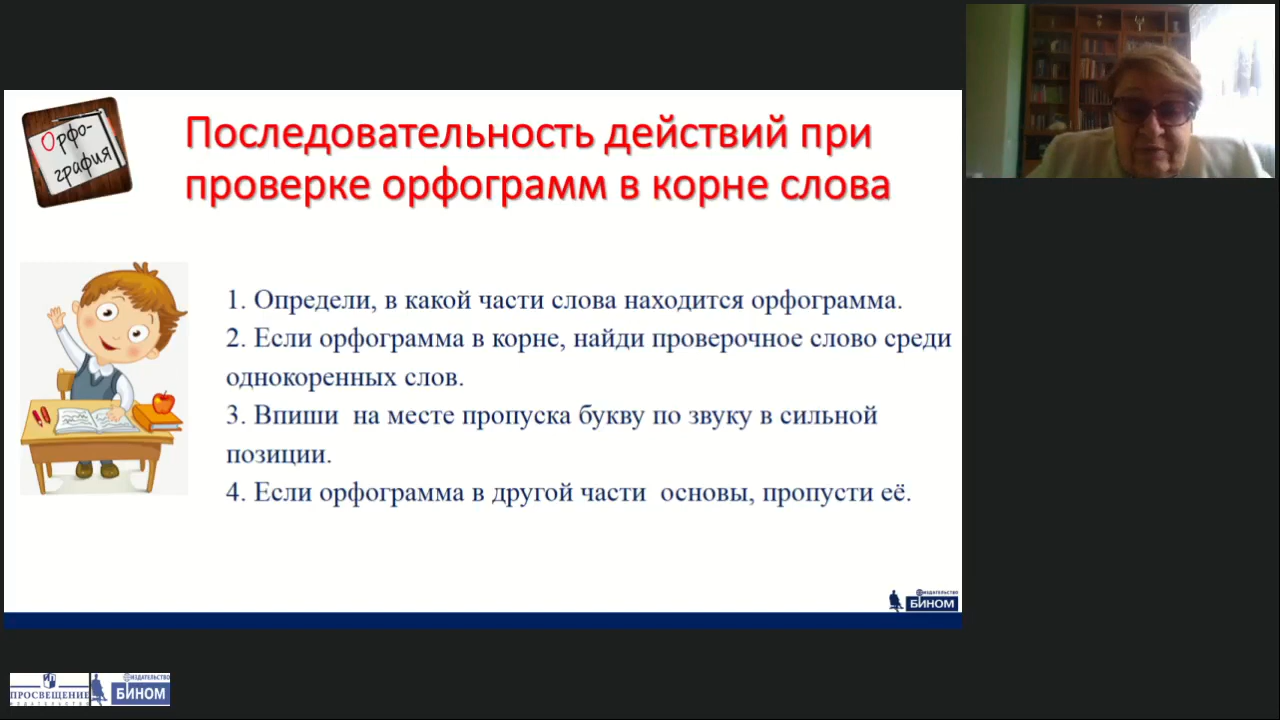 Орфо-
графия
Последовательность действий при
проверке орфограмм в корне слова
1. Определи, в какой части слова находится орфограмма.
2. Если орфограмма в корне, найди проверочное слово среди
однокоренных слов.
3. Впиши на месте пропуска букву по звуку в сильной
позиции.
4. Если орфограмма в другой части основы, пропусти её.
ИЗДАТЕЛЬСТВО
БИНОМ
ПРОСВЕЩЕНИЕ
ИЗДАТЕЛЬСТВО
ИЗДАТЕЛЬСТВО
БИНОМ